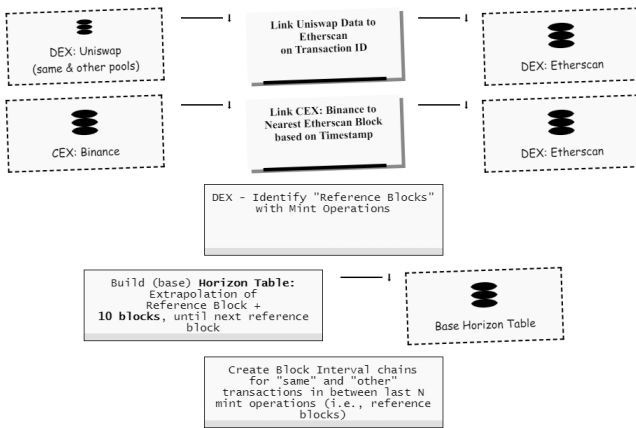 DEX: Uniswap
(same & other pools)
Link Uniswap Data to
Etherscan
on Transaction ID
DEX: Etherscan
CEX: Binance
Link CEX: Binance to
Nearest Etherscan Block
based on Timestamp
DEX: Etherscan
DEX - Identify "Reference Blocks"
with Mint Operations
Build (base) Horizon Table:
Extrapolation of
Reference Block +
10 blocks, until next reference
block
Base Horizon Table
Create Block Interval chains
for "same" and "other"
transactions in between last N
mint operations (i.e., reference
blocks)